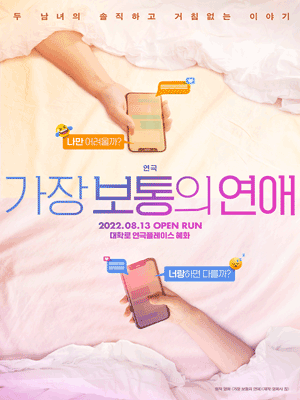 두 남녀의 솔직하고 거침없는 이야기
나만 이러울까?
연극
가장 보통의 연애
2022.08.13 OPEN RUN
대학로 연극플레이스 혜화
너랑하면 다를까?